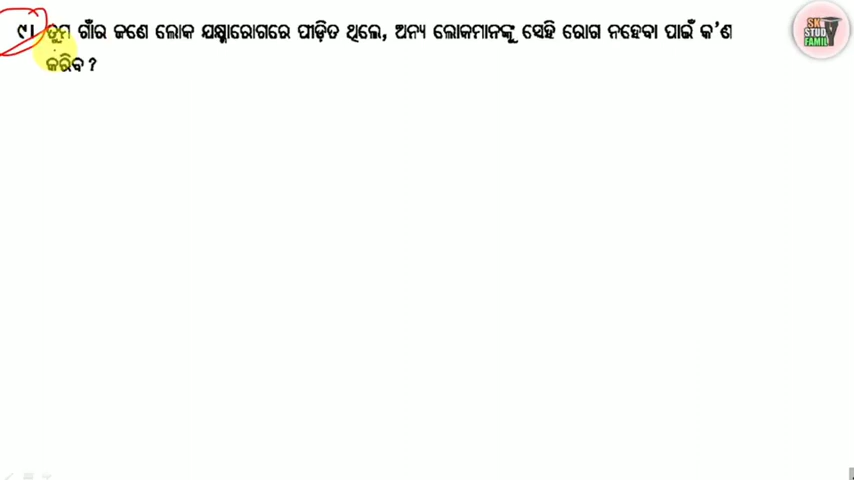 ୯। ତୁମ ଗାଁର ଜଣେ ଲୋକ ଯକ୍ଷ୍ମାରୋଗରେ ପୀଡ଼ିତ ଥିଲେ, ଅନ୍ୟ ଲୋକମାନଙ୍କୁ ସେହି ରୋଗ ନହେବା ପାଇଁ କ'ଣ
କରିବ ?
SK
STUDY
FAMILY